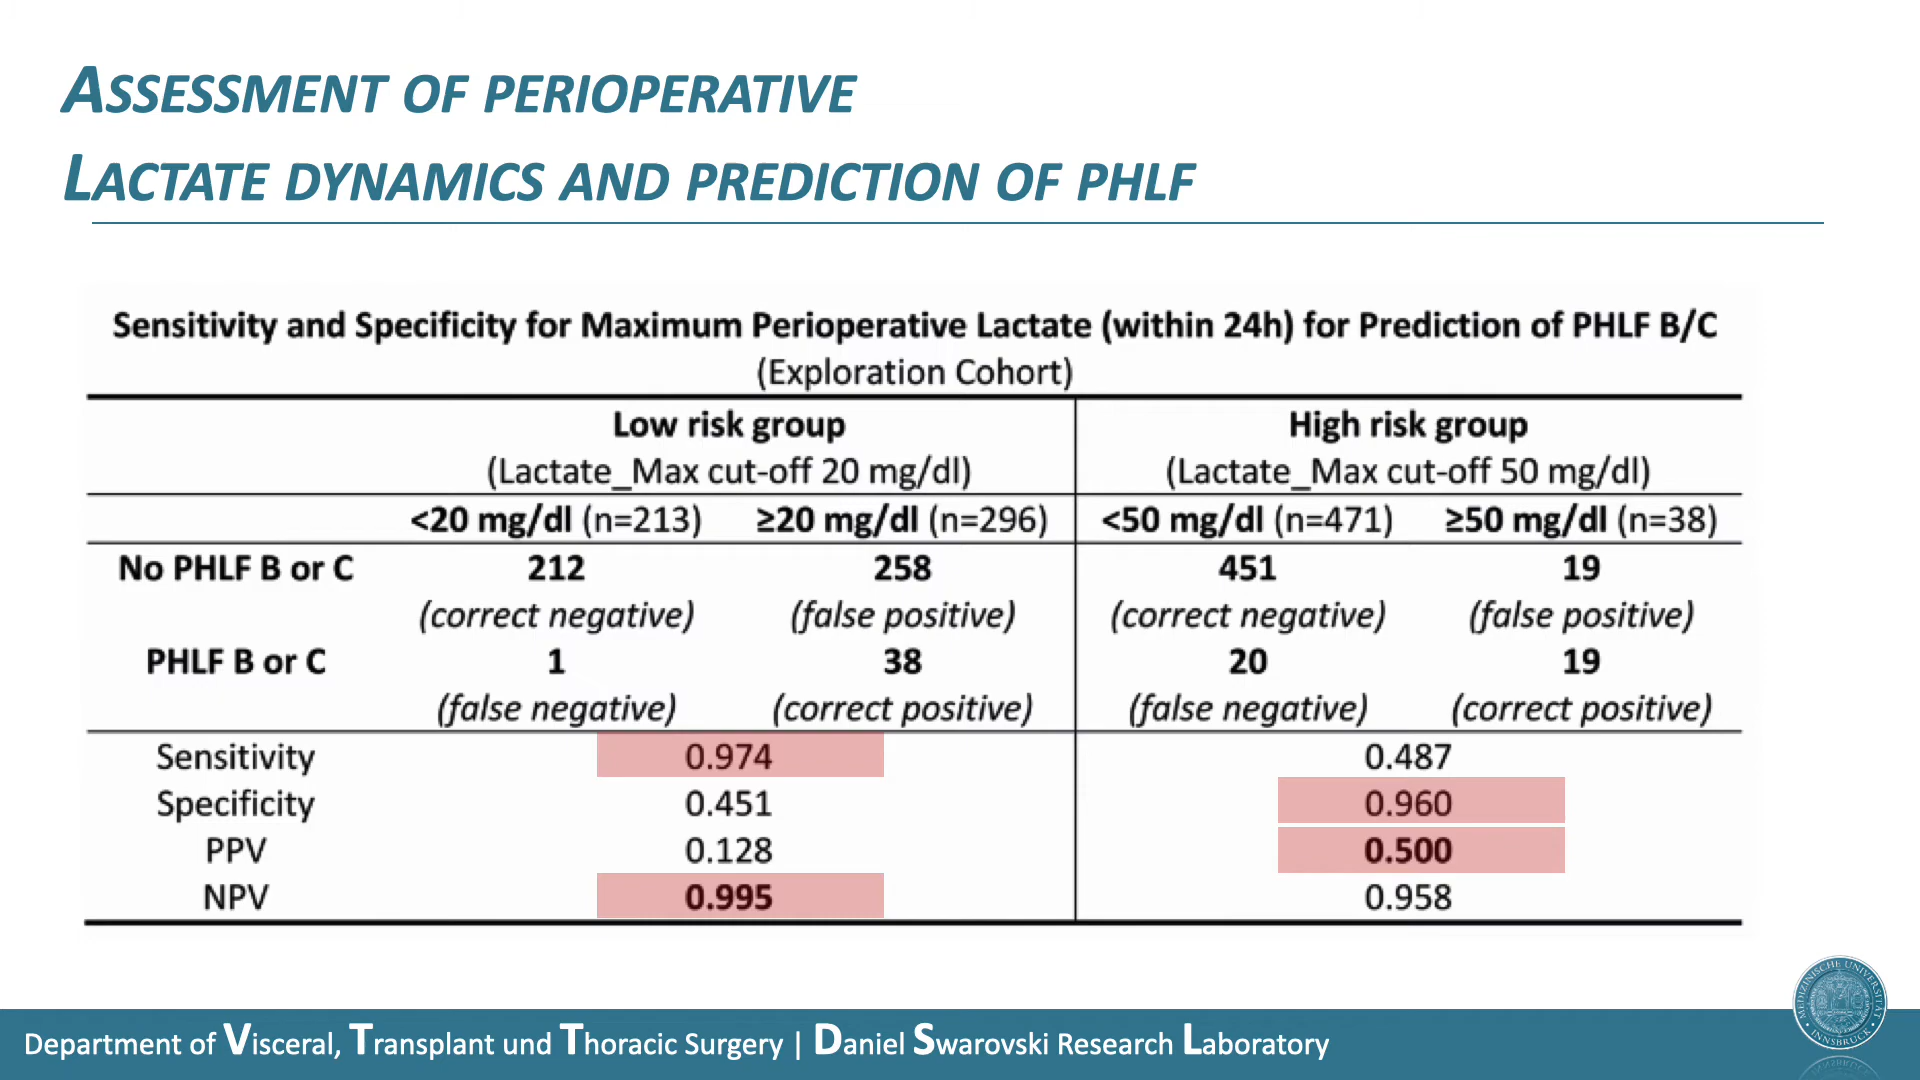 ASSESSMENT OF PERIOPERATIVE
LACTATE DYNAMICS AND PREDICTION OF PHLF
Sensitivity and Specificity for Maximum Perioperative Lactate (within 24h) for Prediction of PHLF B/C
(Exploration Cohort)
Low risk group High risk group
(Lactate_Max cut-off 20 mg/dl) (Lactate_Max cut-off 50 mg/dl)
<20 mg/dl (n=213) ≥20 mg/dl (n=296) <50 mg/dl (n=471) ≥50 mg/dl (n=38)
No PHLF B or C 212 258 451 19
(correct negative) (false positive) (correct negative) (false positive)
PHLF B or C 1 38 20 19
(false negative) (correct positive) (false negative) (correct positive)
Sensitivity 0.974 0.487
Specificity 0.451 0.960
PPV 0.128 0.500
NPV 0.995 0.958
MEDIZINISCHE UNIVERSITÄT
INNSBRUCK
Department of Visceral, Transplant und Thoracic Surgery | Daniel Swarovski Research Laboratory